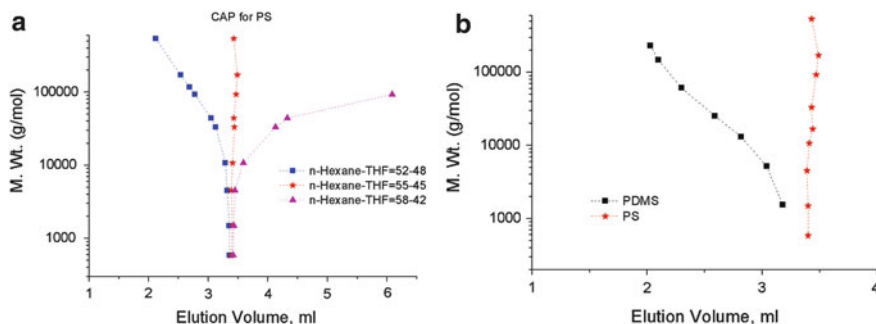 a
CAP for PS
M. Wt. (g/mol)
100000
10000
1000
n-Hexane-THF=52-48
n-Hexane-THF=55-45
n-Hexane-THF=58-42
1 2 3 4 5 6
Elution Volume, ml
b
M. Wt. (g/mol)
100000
10000
1000
PDMS
PS
1 2 3 4
Elution Volume, ml